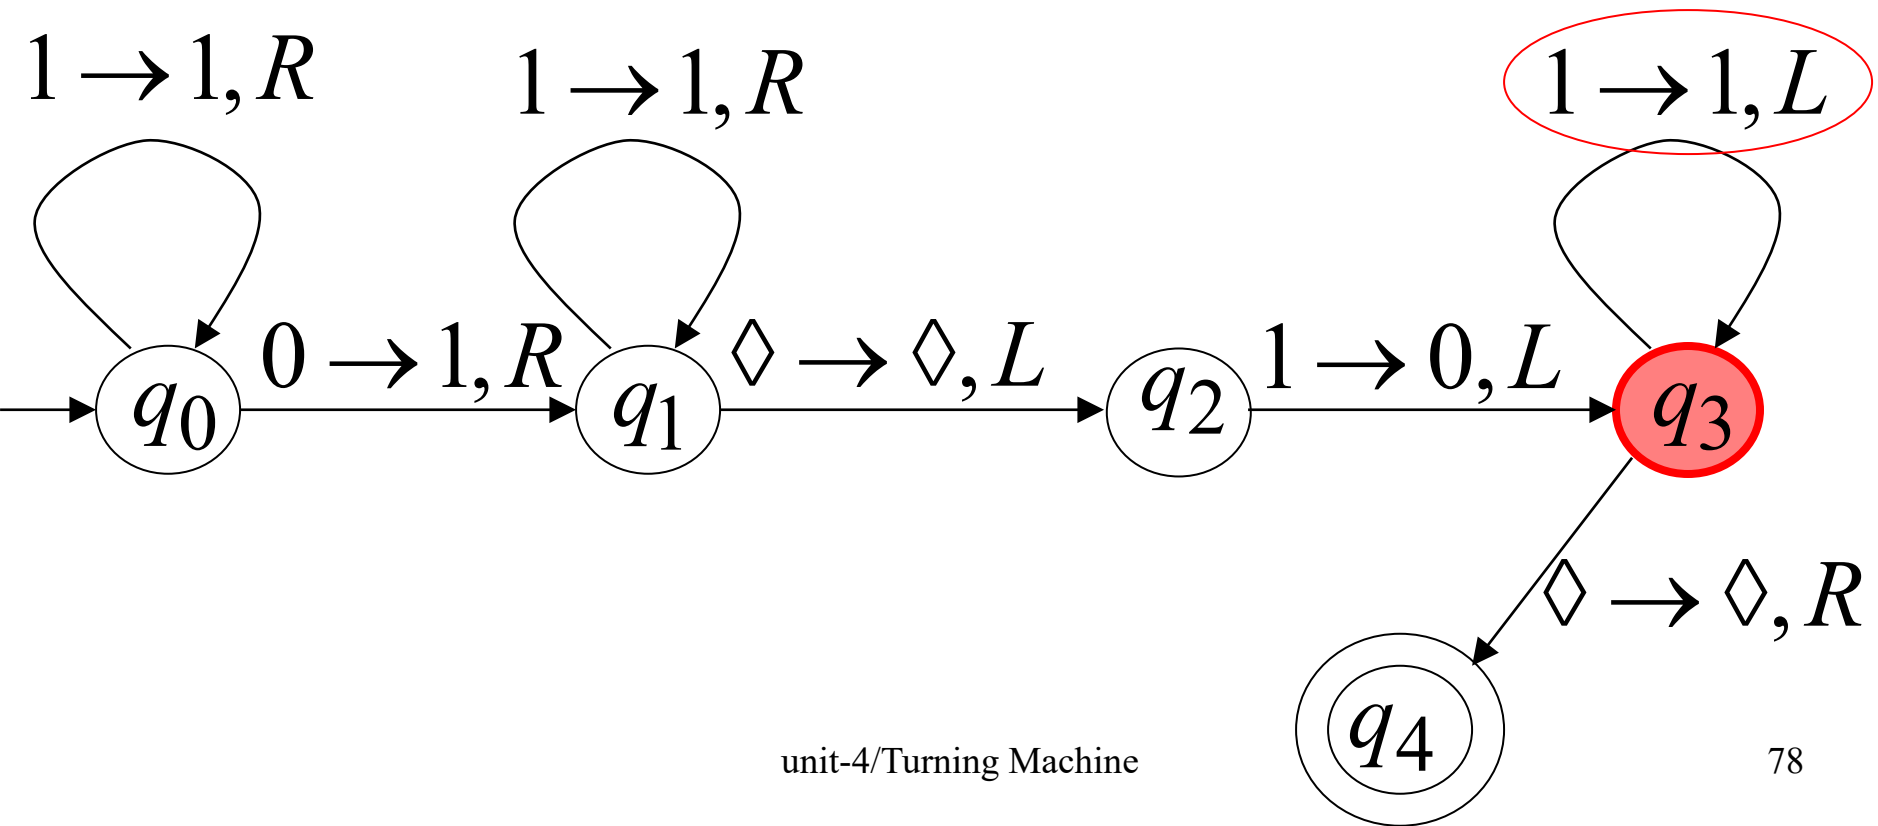 1 → 1, R
1 → 1, R
1 → 1, L
0 → 1, R
◊ → ◊, L
1 → 0, L
q0
q1
q2
q3
◊ → ◊, R
q4
unit-4/Turning Machine
78